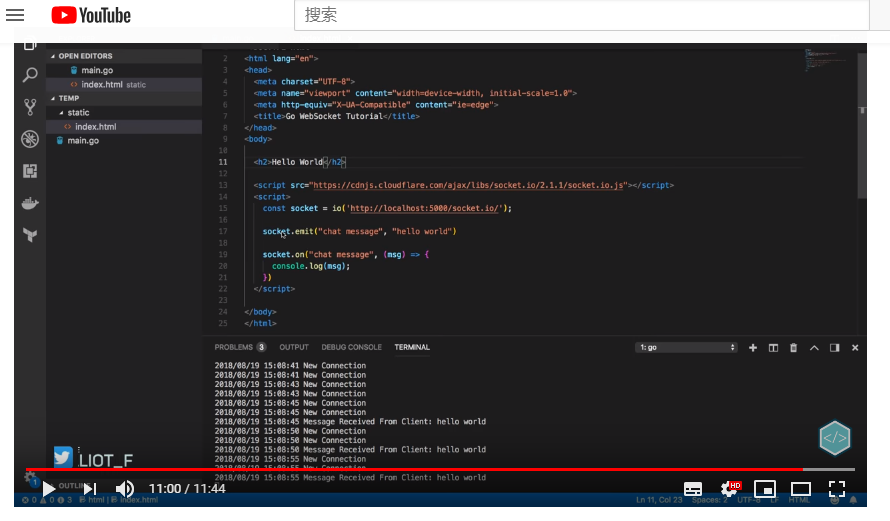 YouTube
搜索
OPEN EDITORS
main.go
index.html static
TEMP
static
index.html
main.go
2 <html lang="en">
3 <head>
4 <meta charset="UTF-8">
5 <meta name="viewport" content="width=device-width, initial-scale=1.0">
6 <meta http-equiv="X-UA-Compatible" content="ie=edge">
7 <title>Go WebSocket Tutorial</title>
8 </head>
9 <body>
10
11 <h2>Hello World</h2>
12
13 <script src="https://cdnjs.cloudflare.com/ajax/libs/socket.io/2.1.1/socket.io.js"></script>
14 <script>
15 const socket = io('http://localhost:5000/socket.io/');
16
17 socket.emit("chat message", "hello world")
18
19 socket.on("chat message", (msg) => {
20 console.log(msg);
21 })
22 </script>
23
24 </body>
25 </html>
PROBLEMS 3 OUTPUT DEBUG CONSOLE TERMINAL 1: go
2018/08/19 15:08:41 New Connection
2018/08/19 15:08:41 New Connection
2018/08/19 15:08:43 New Connection
2018/08/19 15:08:43 New Connection
2018/08/19 15:08:45 New Connection
2018/08/19 15:08:45 Message Received From Client: hello world
2018/08/19 15:08:50 New Connection
2018/08/19 15:08:50 New Connection
2018/08/19 15:08:50 Message Received From Client: hello world
2018/08/19 15:08:55 New Connection
2018/08/19 15:08:55 New Connection
2018/08/19 15:08:55 Message Received From Client: hello world
LIOT_F
</>
OUTLINE
1
11:00 / 11:44
HD
0 0 3 html index.html Ln 11, Col 23 Spaces: 2 UTF-8 LF HTML